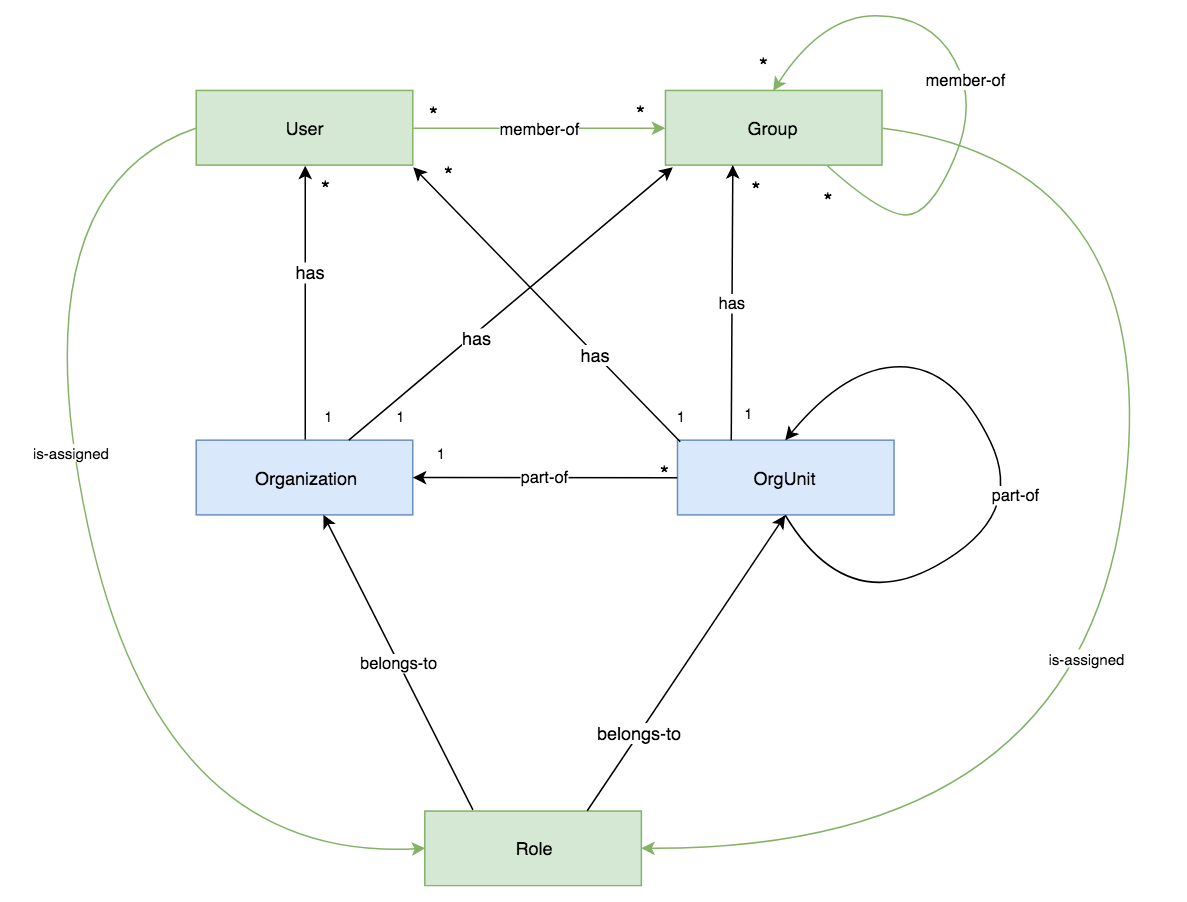 *
member-of
User
*
member-of
*
Group
*
*
*
*
has
has
has
has
1
1
1
1
Organization
1
part-of
*
OrgUnit
part-of
is-assigned
belongs-to
is-assigned
belongs-to
Role